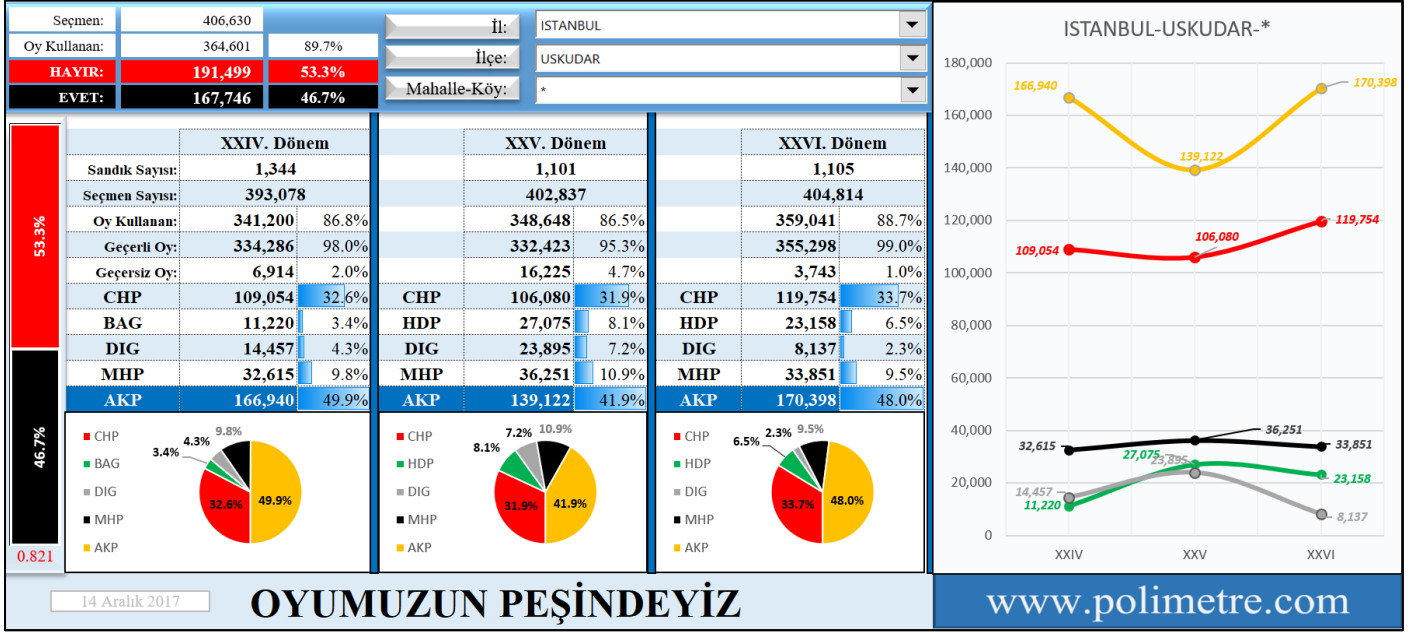 Seçmen: 406,630
Oy Kullanan: 364,601 89.7%
HAYIR: 191,499 53.3%
EVET: 167,746 46.7%
İl: ISTANBUL
İlçe: USKUDAR
Mahalle-Köy: *
53.3%
46.7%
0.821
XXIV. Dönem XXV. Dönem XXVI. Dönem
Sandık Sayısı: 1,344 1,101 1,105
Seçmen Sayısı: 393,078 402,837 404,814
Oy Kullanan: 341,200 86.8% 348,648 86.5% 359,041 88.7%
Geçerli Oy: 334,286 98.0% 332,423 95.3% 355,298 99.0%
Geçersiz Oy: 6,914 2.0% 16,225 4.7% 3,743 1.0%
CHP 109,054 32.6% CHP 106,080 31.9% CHP 119,754 33.7%
BAG 11,220 3.4% HDP 27,075 8.1% HDP 23,158 6.5%
DIG 14,457 4.3% DIG 23,895 7.2% DIG 8,137 2.3%
MHP 32,615 9.8% MHP 36,251 10.9% MHP 33,851 9.5%
AKP 166,940 49.9% AKP 139,122 41.9% AKP 170,398 48.0%
CHP
BAG
DIG
MHP
AKP
9.8%
4.3%
3.4%
32.6%
49.9%
CHP
HDP
DIG
MHP
AKP
10.9%
7.2%
8.1%
31.9%
41.9%
CHP
HDP
DIG
MHP
AKP
9.5%
2.3%
6.5%
33.7%
48.0%
14 Aralık 2017
OYUMUZUN PEŞİNDEYİZ
ISTANBUL-USKUDAR-*
180,000
160,000
140,000
120,000
100,000
80,000
60,000
40,000
20,000
0
166,940
139,122
170,398
109,054
106,080
119,754
32,615
36,251
33,851
27,075
23,895
23,158
14,457
11,220
8,137
XXIV XXV XXVI
www.polimetre.com